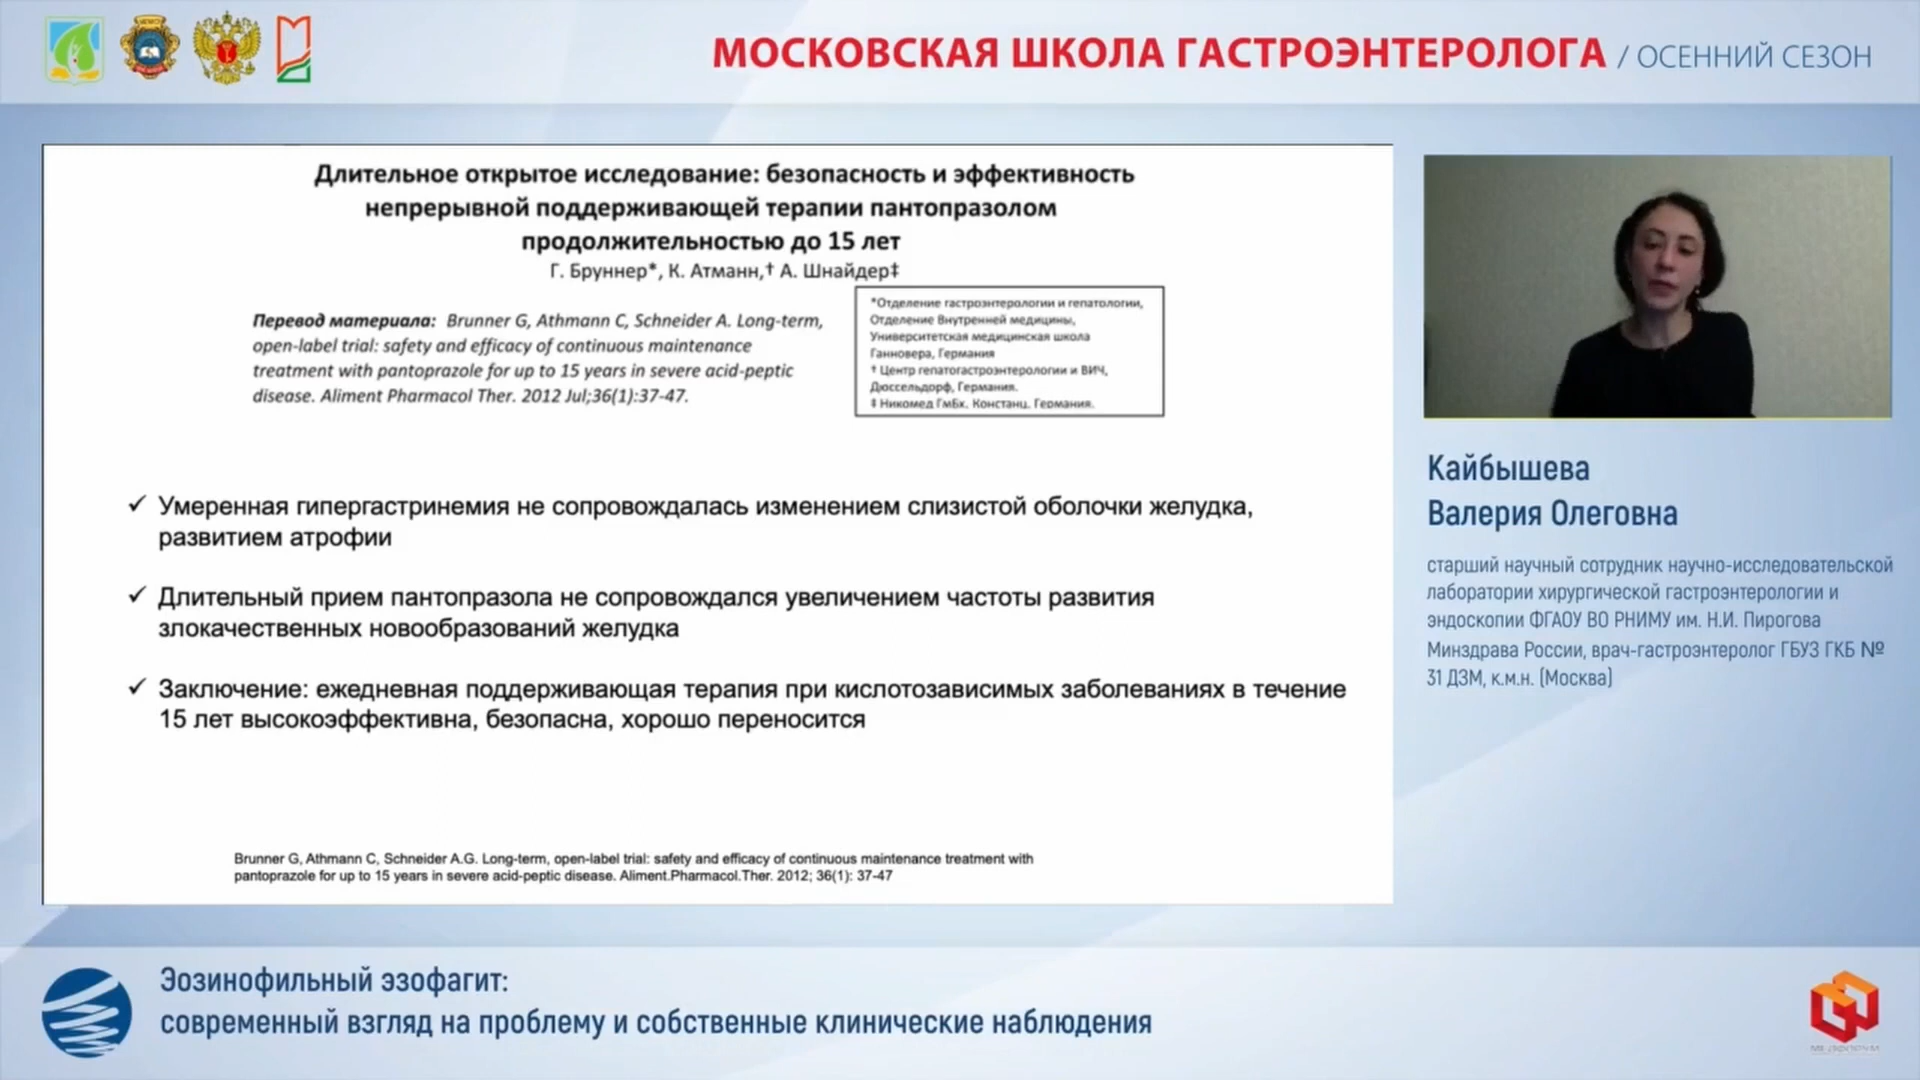 МОСКОВСКАЯ ШКОЛА ГАСТРОЭНТЕРОЛОГА / ОСЕННИЙ СЕЗОН
Длительное открытое исследование: безопасность и эффективность
непрерывной поддерживающей терапии пантопразолом
продолжительностью до 15 лет
Г. Бруннер*, К. Атманн,† А. Шнайдер‡
Перевод материала: Brunner G, Athmann C, Schneider A. Long-term,
open-label trial: safety and efficacy of continuous maintenance
treatment with pantoprazole for up to 15 years in severe acid-peptic
disease. Aliment Pharmacol Ther. 2012 Jul;36(1):37-47.
*Отделение гастроэнтерологии и гепатологии,
Отделение Внутренней медицины,
Университетская медицинская школа
Ганновера, Германия
† Центр гепатогастроэнтерологии и ВИЧ,
Дюссельдорф, Германия.
‡ Никомед ГмБх, Констанц, Германия.
✓ Умеренная гипергастринемия не сопровождалась изменением слизистой оболочки желудка,
развитием атрофии
✓ Длительный прием пантопразола не сопровождался увеличением частоты развития
злокачественных новообразований желудка
✓ Заключение: ежедневная поддерживающая терапия при кислотозависимых заболеваниях в течение
15 лет высокоэффективна, безопасна, хорошо переносится
Brunner G, Athmann C, Schneider A.G. Long-term, open-label trial: safety and efficacy of continuous maintenance treatment with
pantoprazole for up to 15 years in severe acid-peptic disease. Aliment.Pharmacol.Ther. 2012; 36(1): 37-47
Кайбышева
Валерия Олеговна
старший научный сотрудник научно-исследовательской
лаборатории хирургической гастроэнтерологии и
эндоскопии ФГАОУ ВО РНИМУ им. Н.И. Пирогова
Минздрава России, врач-гастроэнтеролог ГБУЗ ГКБ №
31 ДЗМ, к.м.н. (Москва)
Эозинофильный эзофагит:
современный взгляд на проблему и собственные клинические наблюдения